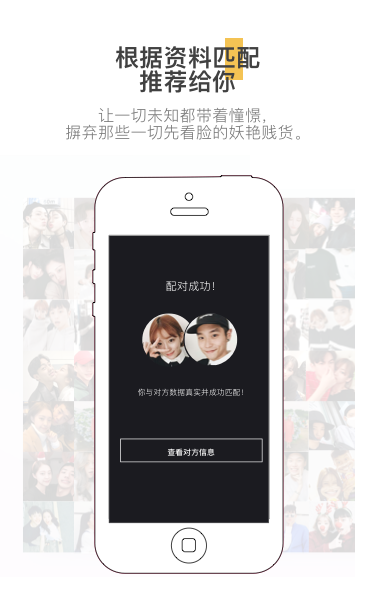 根据资料匹配
推荐给你
让一切未知都带着憧憬,
摒弃那些一切先看脸的妖艳贱货。
配对成功!
你与对方数据真实并成功匹配!
查看对方信息